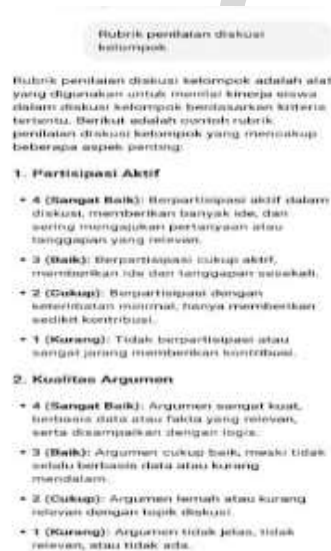 Rubrik penilaian diskusi
kelompok
Rubrik penilaian diskusi kelompok adalah alat
yang digunakan untuk menilai kinerja siswa
dalam diskusi kelompok berdasarkan kriteria
tertentu. Berikut adalah contoh rubrik
penilaian diskusi kelompok yang mencakup
beberapa aspek penting:
1. Partisipasi Aktif
• 4 (Sangat Baik): Berpartisipasi aktif dalam
diskusi, memberikan banyak ide, dan
sering mengajukan pertanyaan atau
tanggapan yang relevan.
• 3 (Baik): Berpartisipasi cukup aktif,
memberikan ide dan tanggapan sesekali.
• 2 (Cukup): Berpartisipasi dengan
keterlibatan minimal, hanya memberikan
sedikit kontribusi.
• 1 (Kurang): Tidak berpartisipasi atau
sangat jarang memberikan kontribusi.
2. Kualitas Argumen
• 4 (Sangat Baik): Argumen sangat kuat,
berbasis data atau fakta yang relevan,
serta disampaikan dengan logis.
• 3 (Baik): Argumen cukup baik, meski tidak
selalu berbasis data atau kurang
mendalam.
• 2 (Cukup): Argumen lemah atau kurang
relevan dengan topik diskusi.
• 1 (Kurang): Argumen tidak jelas, tidak
relevan, atau tidak ada.